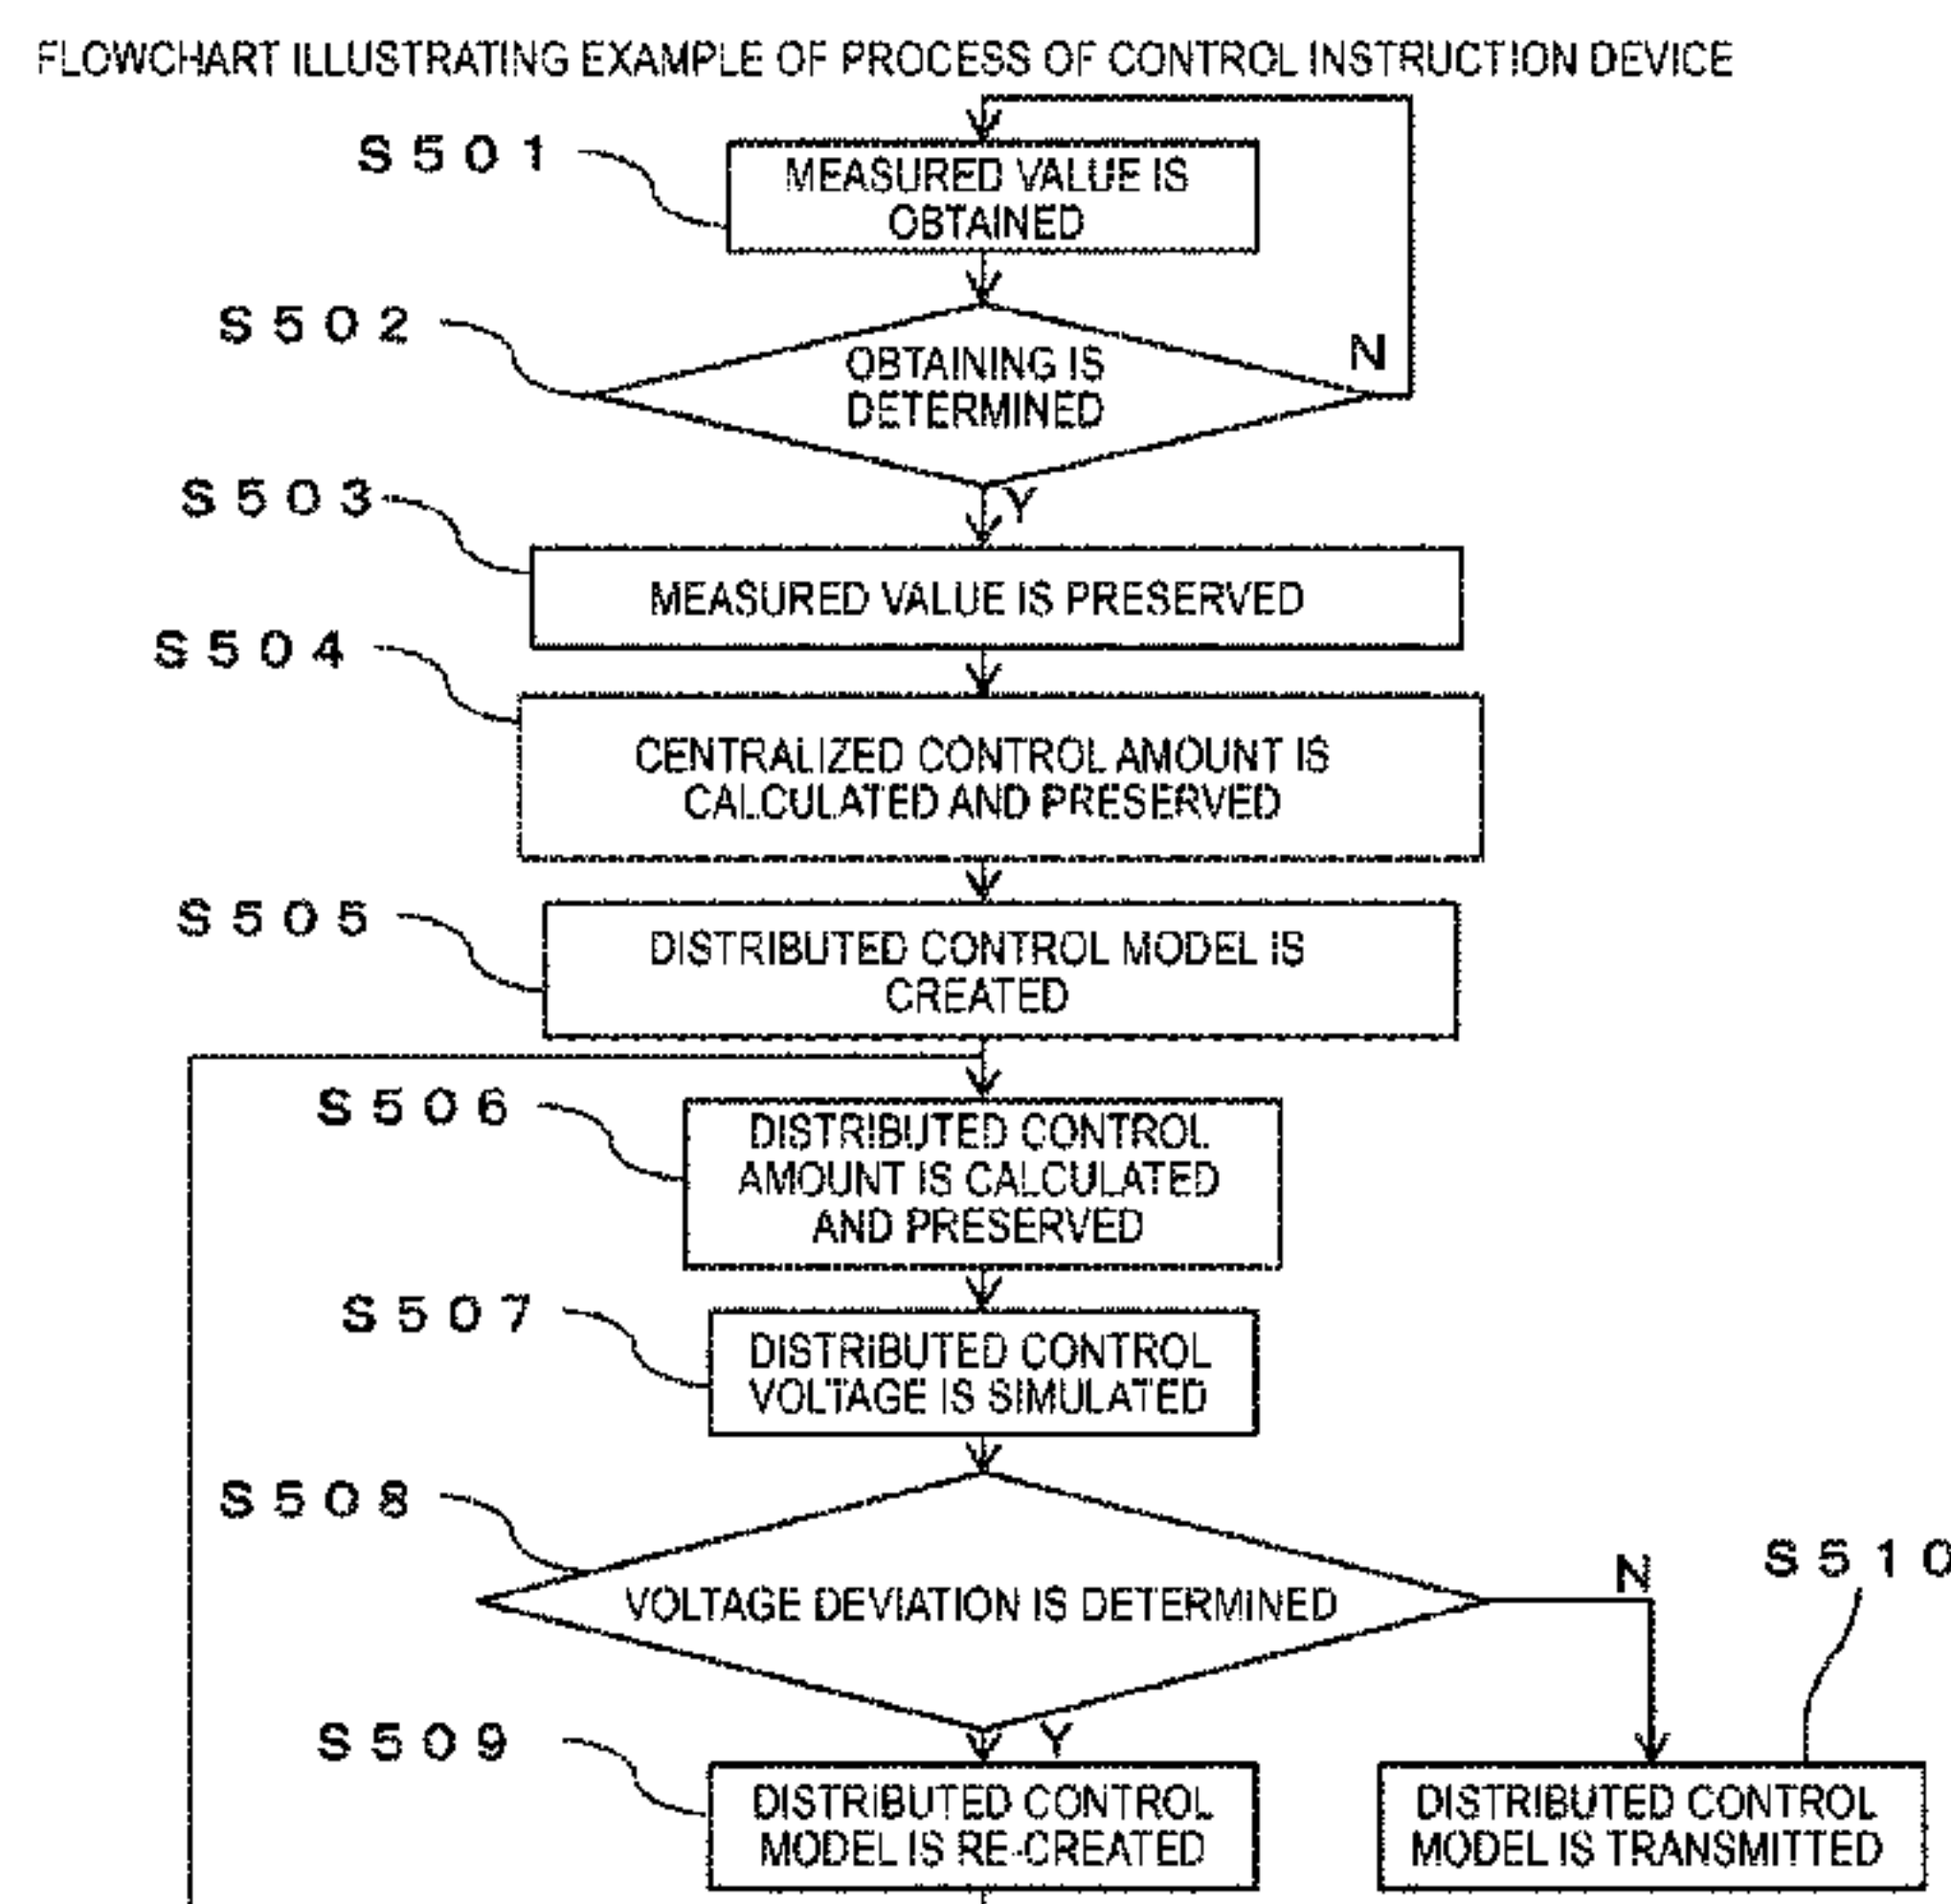 FLOWCHART ILLUSTRATING EXAMPLE OF PROCESS OF CONTROL INSTRUCTION DEVICE
S501
MEASURED VALUE IS
OBTAINED
S502
OBTAINING IS
DETERMINED
N
Y
S503
MEASURED VALUE IS PRESERVED
S504
CENTRALIZED CONTROL AMOUNT IS
CALCULATED AND PRESERVED
S505
DISTRIBUTED CONTROL MODEL IS
CREATED
S506
DISTRIBUTED CONTROL
AMOUNT IS CALCULATED
AND PRESERVED
S507
DISTRIBUTED CONTROL
VOLTAGE IS SIMULATED
S508
VOLTAGE DEVIATION IS DETERMINED
N
S510
Y
S509
DISTRIBUTED CONTROL
MODEL IS RE-CREATED
DISTRIBUTED CONTROL
MODEL IS TRANSMITTED